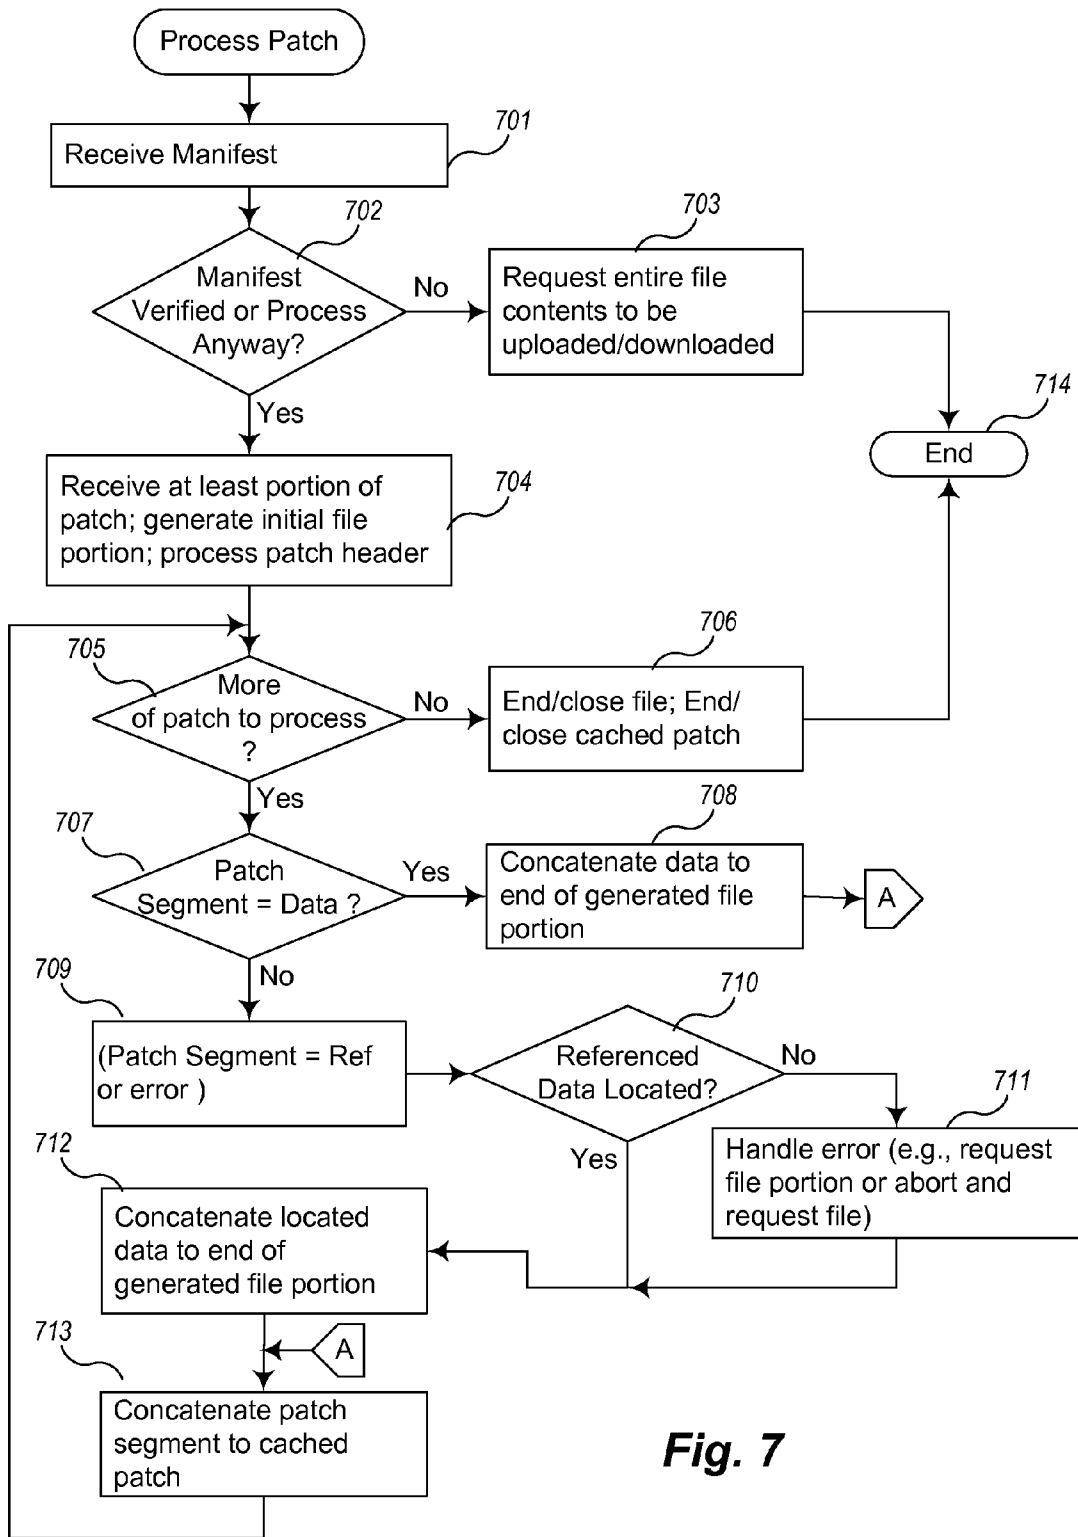 Process Patch
701
Receive Manifest
702
Manifest
Verified or Process
Anyway?
No
703
Request entire file
contents to be
uploaded/downloaded
Yes
714
End
Receive at least portion of
patch; generate initial file
portion; process patch header
704
705
More
of patch to process
?
No
706
End/close file; End/
close cached patch
Yes
707
Patch
Segment = Data ?
Yes
708
Concatenate data to
end of generated file
portion
A
No
709
(Patch Segment = Ref
or error )
710
Referenced
Data Located?
No
711
Handle error (e.g., request
file portion or abort and
request file)
Yes
712
Concatenate located
data to end of
generated file portion
713
A
Concatenate patch
segment to cached
patch
Fig. 7